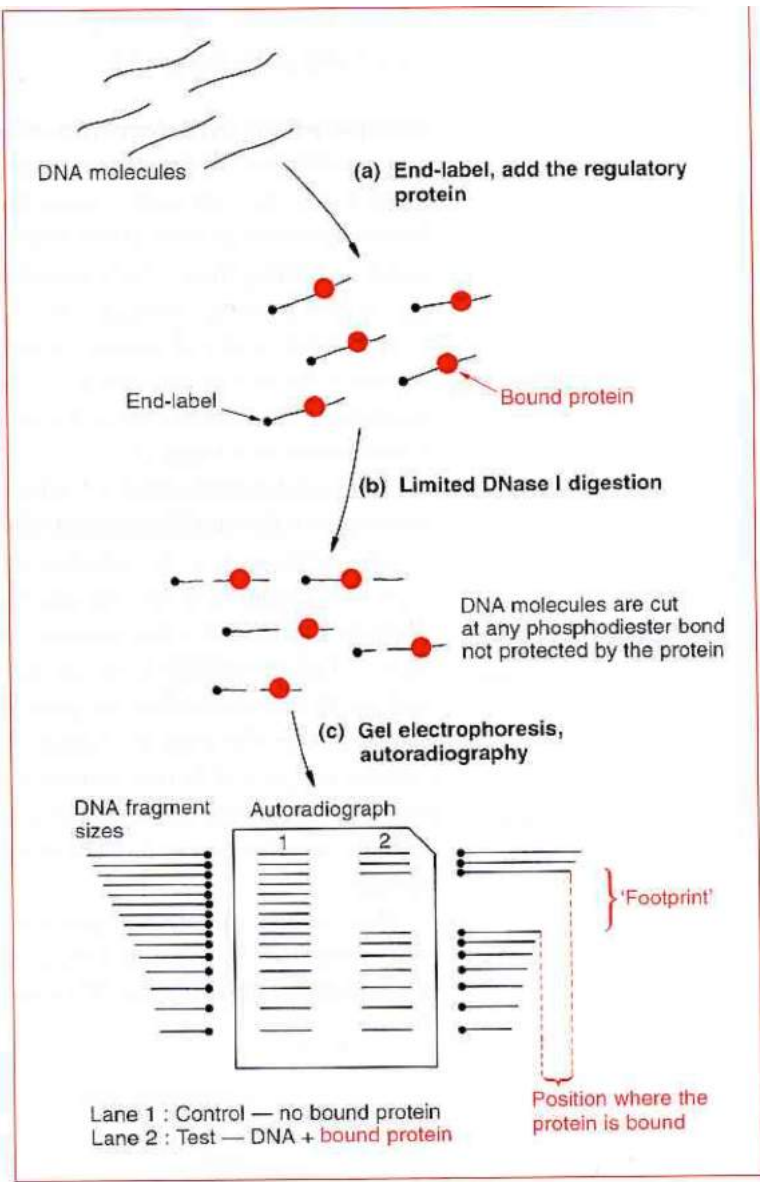 DNA molecules
(a) End-label, add the regulatory
protein
End-label
Bound protein
(b) Limited DNase I digestion
DNA molecules are cut
at any phosphodiester bond
not protected by the protein
(c) Gel electrophoresis,
autoradiography
DNA fragment
sizes
Autoradiograph
1 2
'Footprint'
Position where the
protein is bound
Lane 1 : Control — no bound protein
Lane 2 : Test — DNA + bound protein